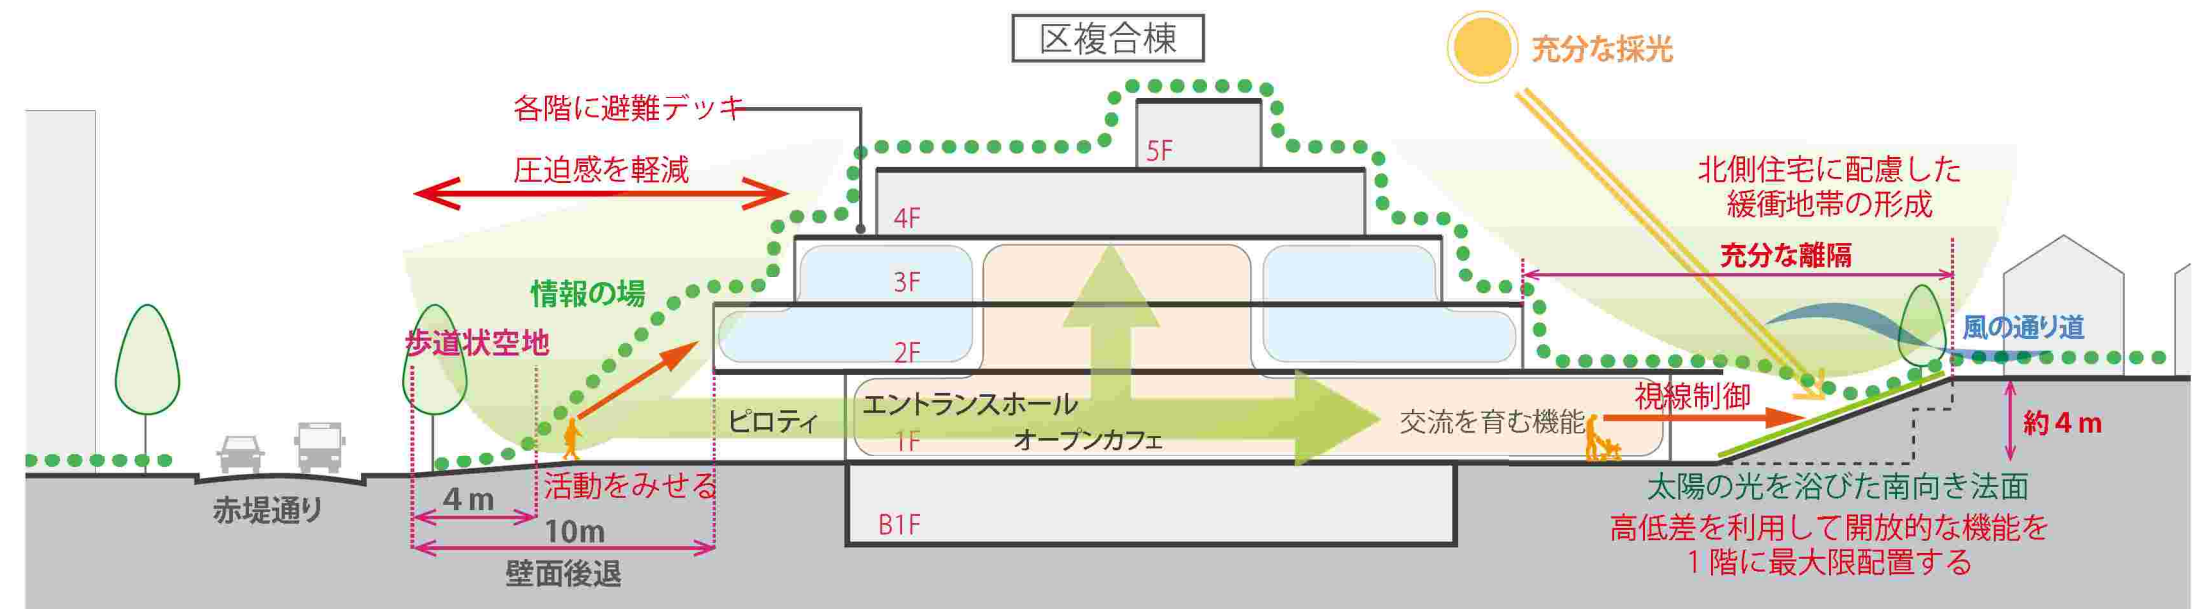 区複合棟
充分な採光
各階に避難デッキ
圧迫感を軽減
5F
北側住宅に配慮した
緩衝地帯の形成
4F
充分な離隔
3F
情報の場
歩道状空地
風の通り道
2F
エントランスホール
ピロティ
視線制御
交流を育む機能
約4m
1F
オープンカフェ
活動をみせる
太陽の光を浴びた南向き法面
4m
赤堤通り
10m
B1F
高低差を利用して開放的な機能を
1階に最大限配置する
壁面後退